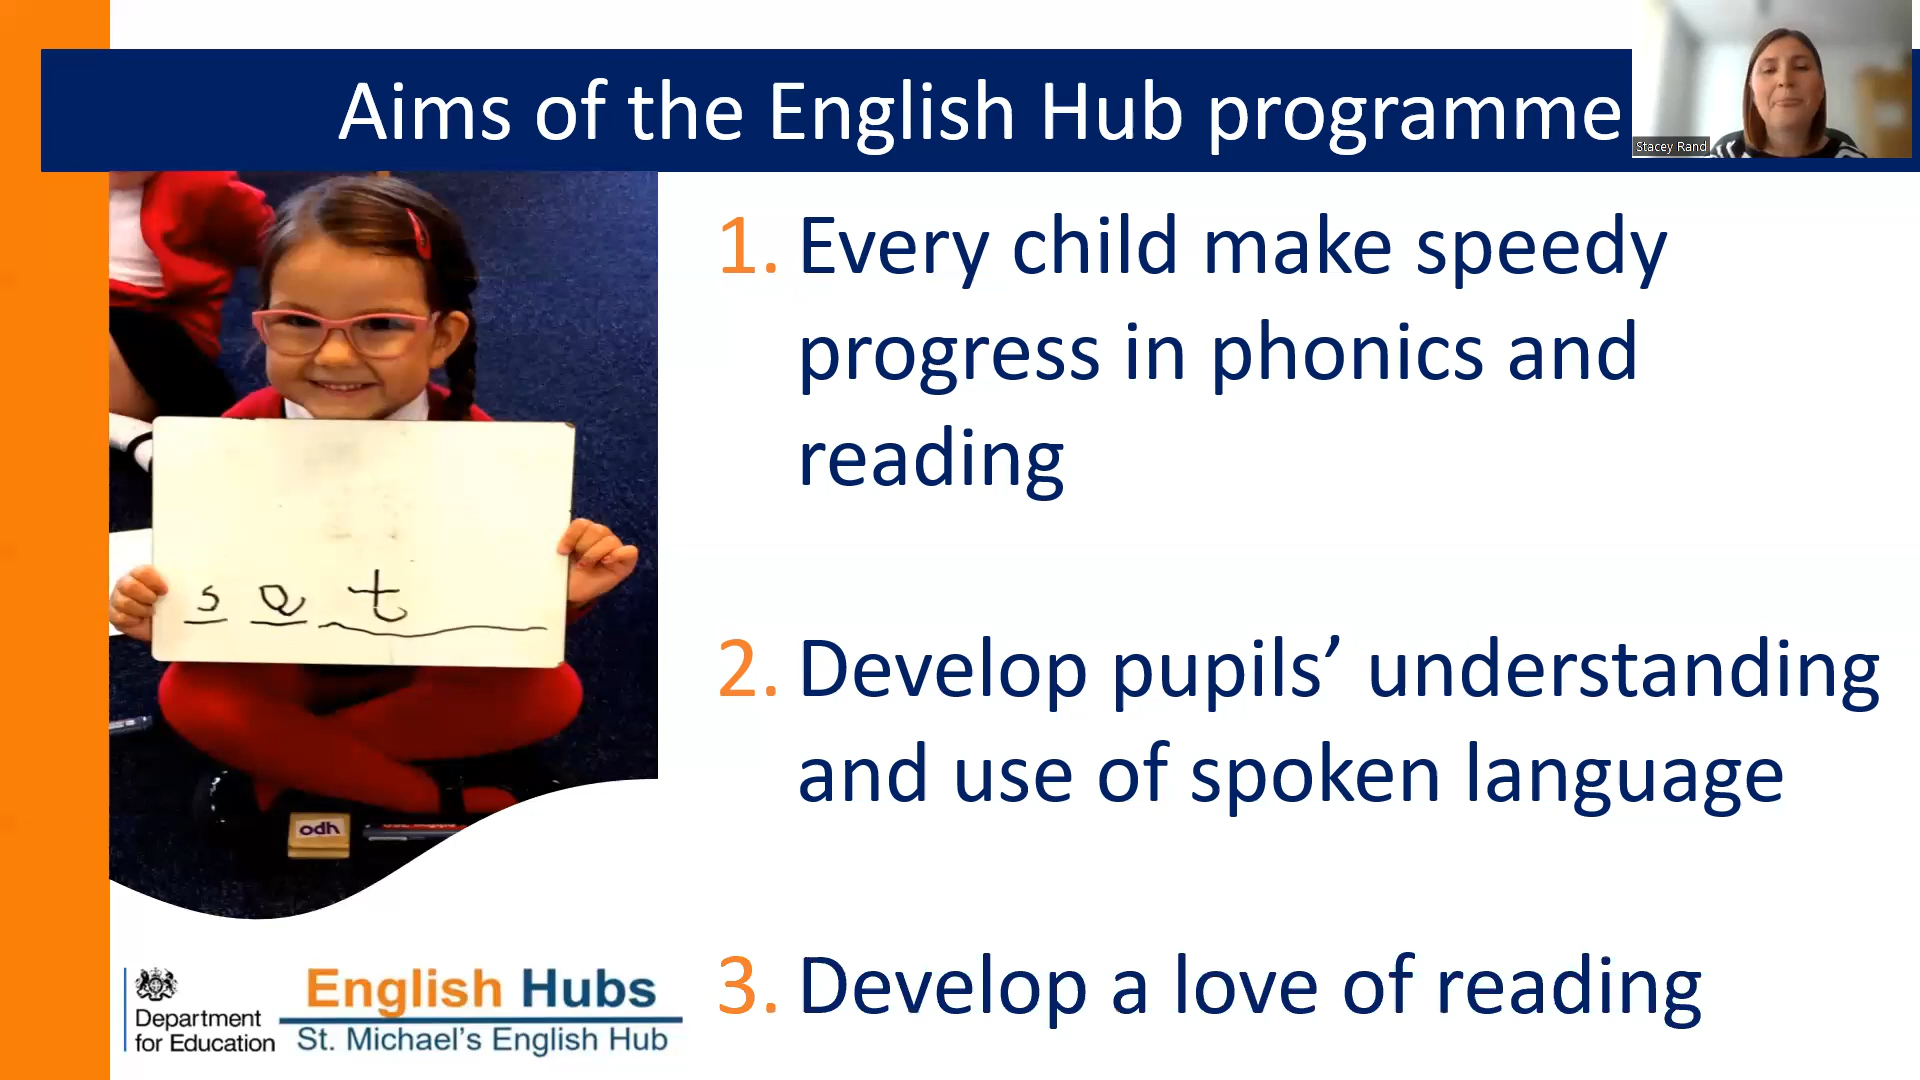 Aims of the English Hub programme
Stacey Rand
1. Every child make speedy
progress in phonics and
reading
s a t
2. Develop pupils’ understanding
and use of spoken language
odh
3. Develop a love of reading
Department
for Education
English Hubs
St. Michael's English Hub